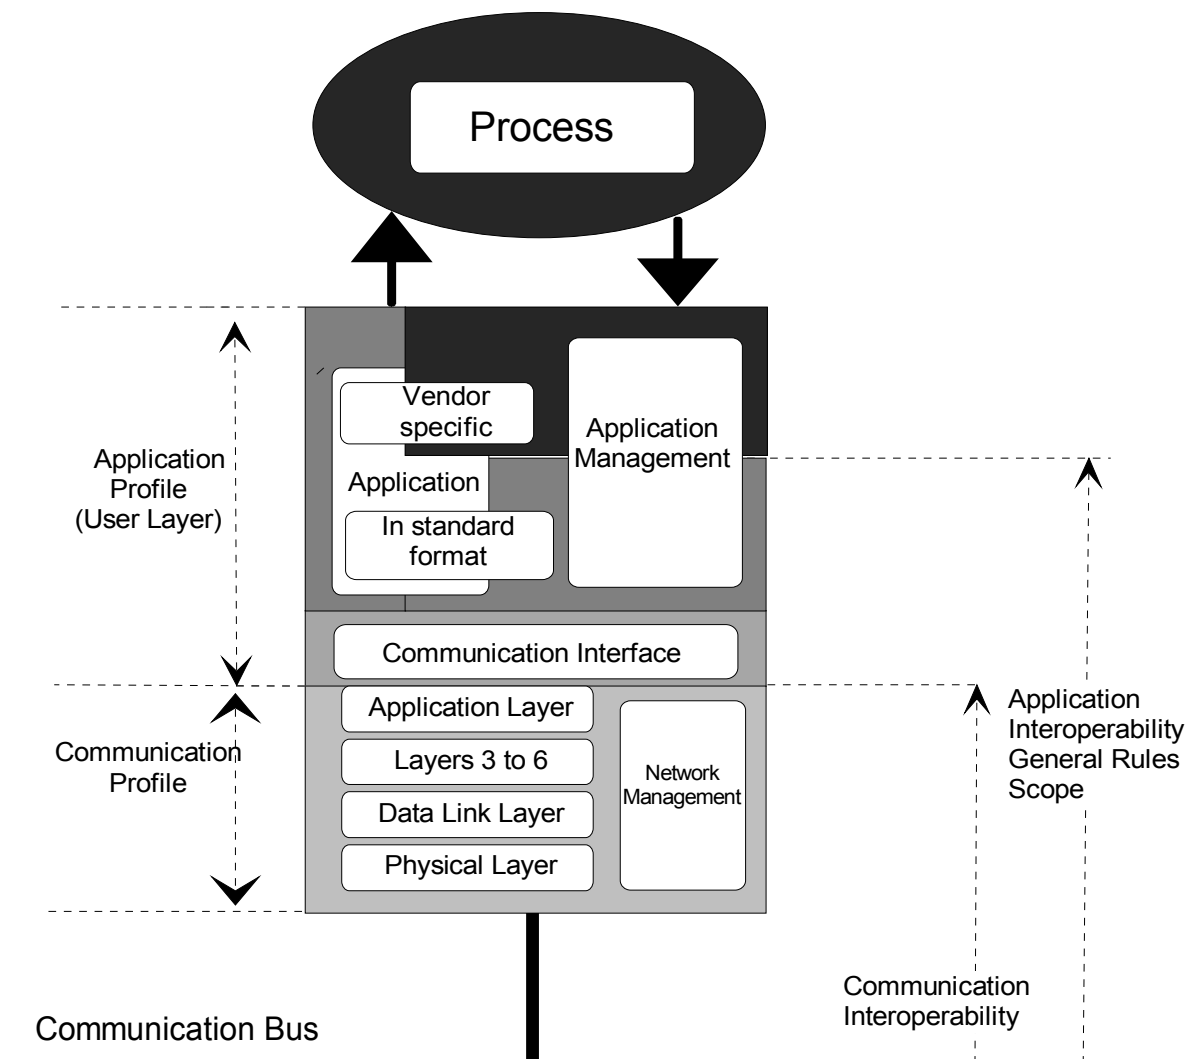 Process
Vendor
specific
Application
Management
Application
Profile
(User Layer)
Application
In standard
format
Communication Interface
Application Layer
Layers 3 to 6
Data Link Layer
Physical Layer
Network
Management
Communication
Profile
Application
Interoperability
General Rules
Scope
Communication
Interoperability
Communication Bus